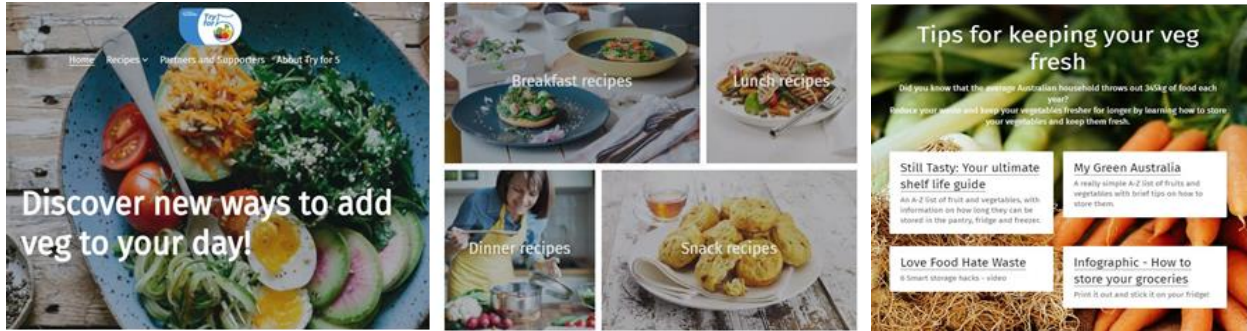 Try
for 5
Home Recipes Partners and Supporters About Try for 5
Discover new ways to add
veg to your day!
Breakfast recipes
Lunch recipes
Dinner recipes
Snack recipes
Tips for keeping your veg
fresh
Did you know that the average Australian household throws out 345kg of food each
year?
Reduce your waste and keep your vegetables fresher for longer by learning how to store
your vegetables and keep them fresh.
Still Tasty: Your ultimate
shelf life guide
An A-Z list of fruit and vegetables, with
information on how long they can be
stored in the pantry, fridge and freezer.
My Green Australia
A really simple A-Z list of fruits and
vegetables with brief tips on how to
store them.
Love Food Hate Waste
6 Smart storage hacks - video
Infographic - How to
store your groceries
Print it out and stick it on your fridge!